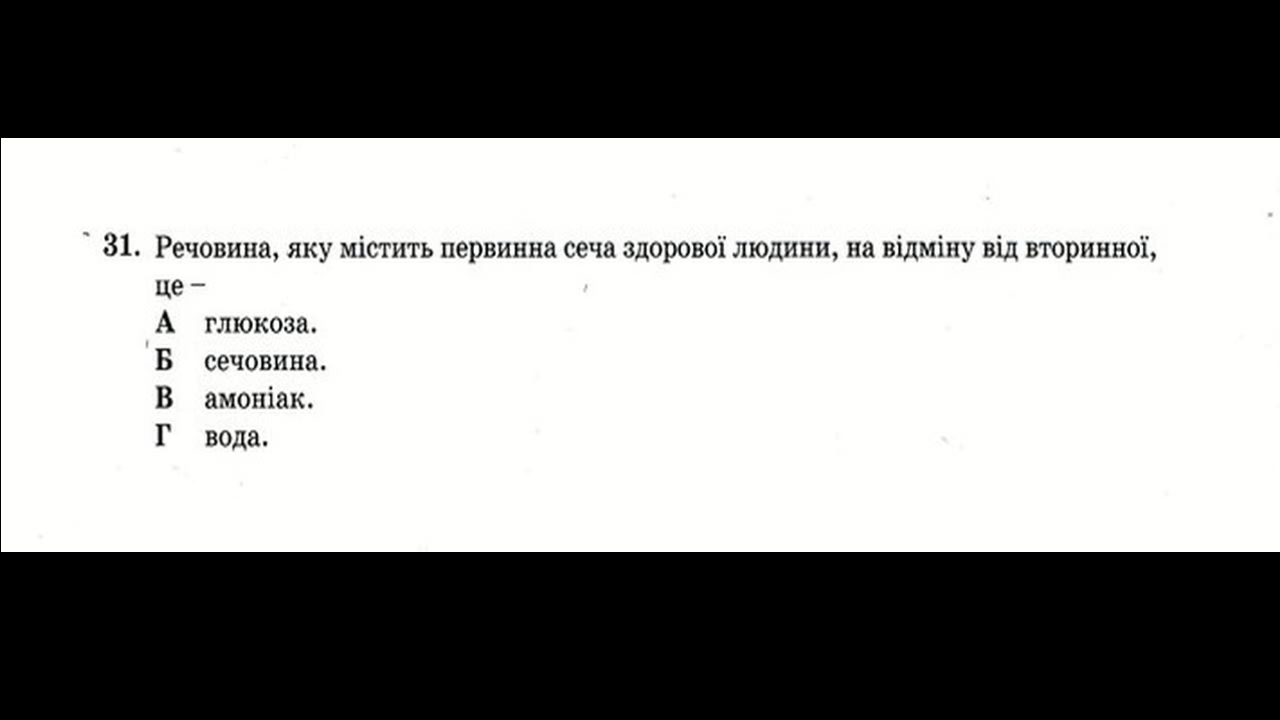 31. Речовина, яку містить первинна сеча здорової людини, на відміну від вторинної,
це –
А глюкоза.
Б сечовина.
В амоніак.
Г вода.